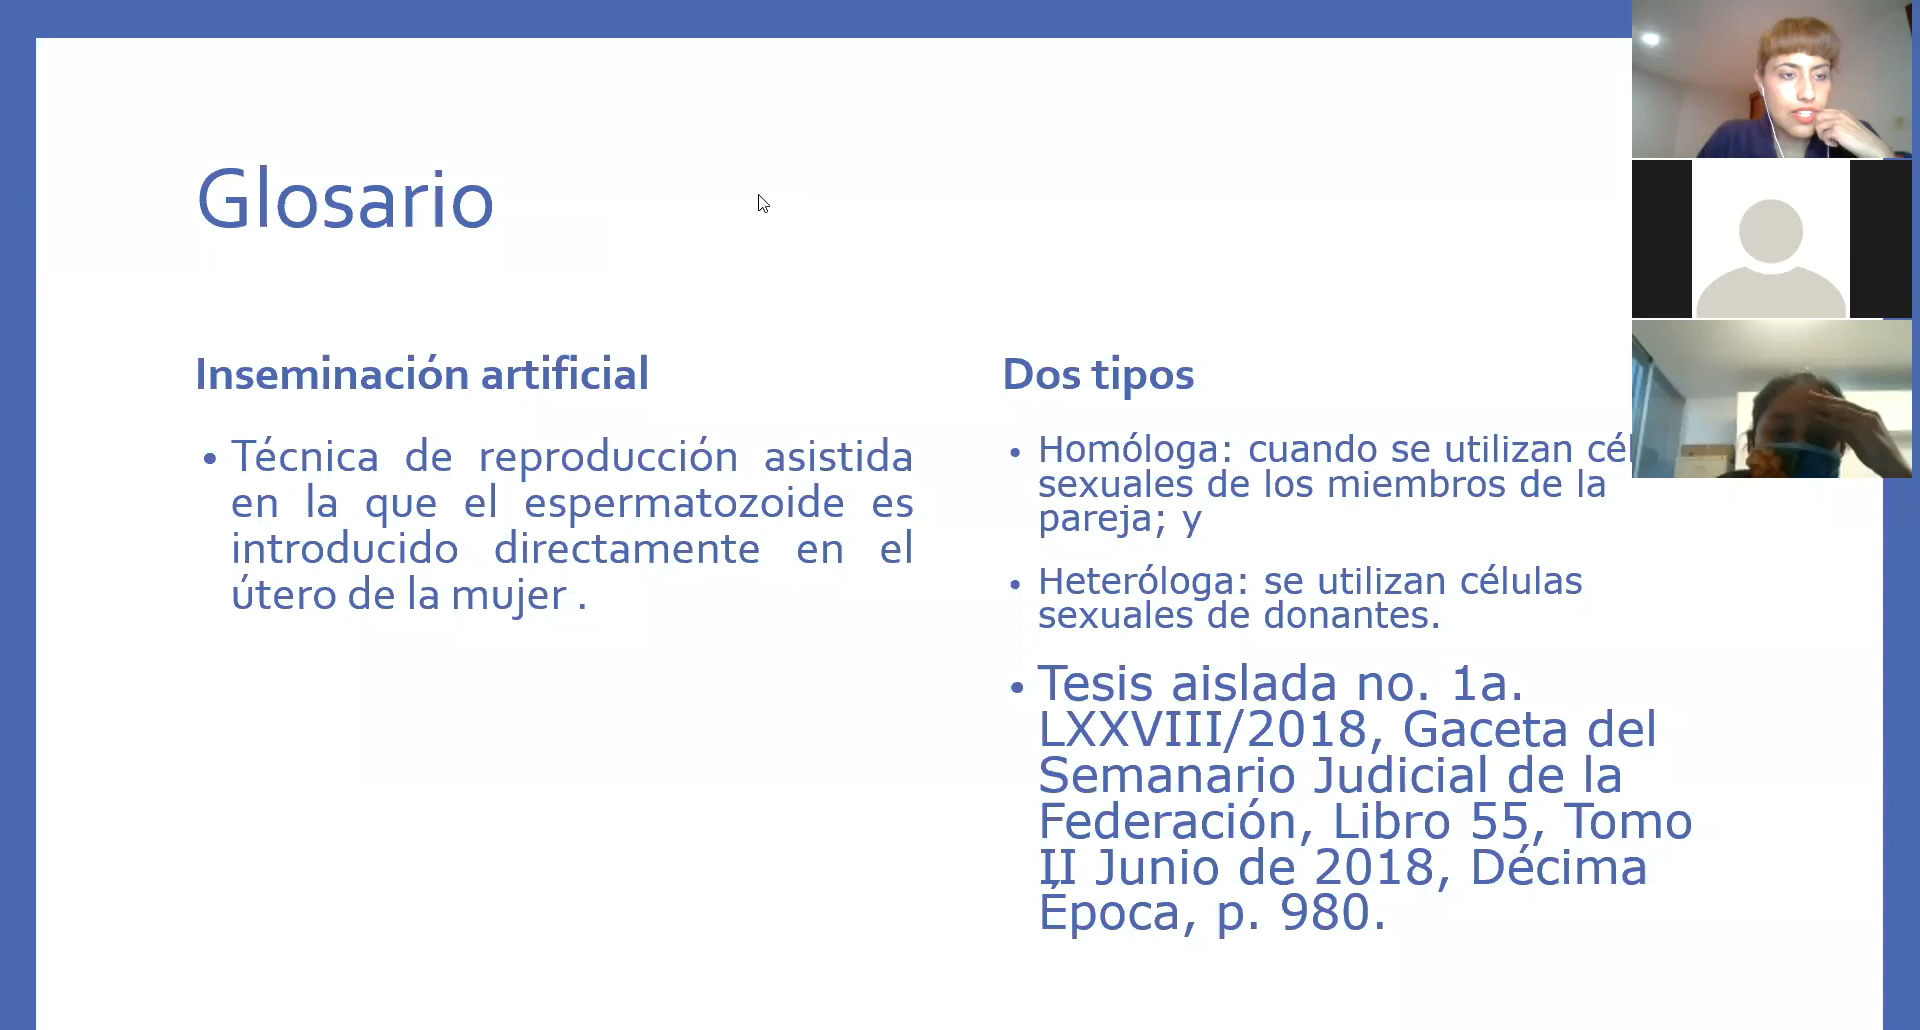 Glosario
Inseminación artificial
• Técnica de reproducción asistida
en la que el espermatozoide es
introducido directamente en el
útero de la mujer .
Dos tipos
• Homóloga: cuando se utilizan
sexuales de los miembros de la
pareja; y
• Heteróloga: se utilizan células
sexuales de donantes.
• Tesis aislada no. 1a.
LXXVIII/2018, Gaceta del
Semanario Judicial de la
Federación, Libro 55, Tomo
II Junio de 2018, Décima
Época, p. 980.